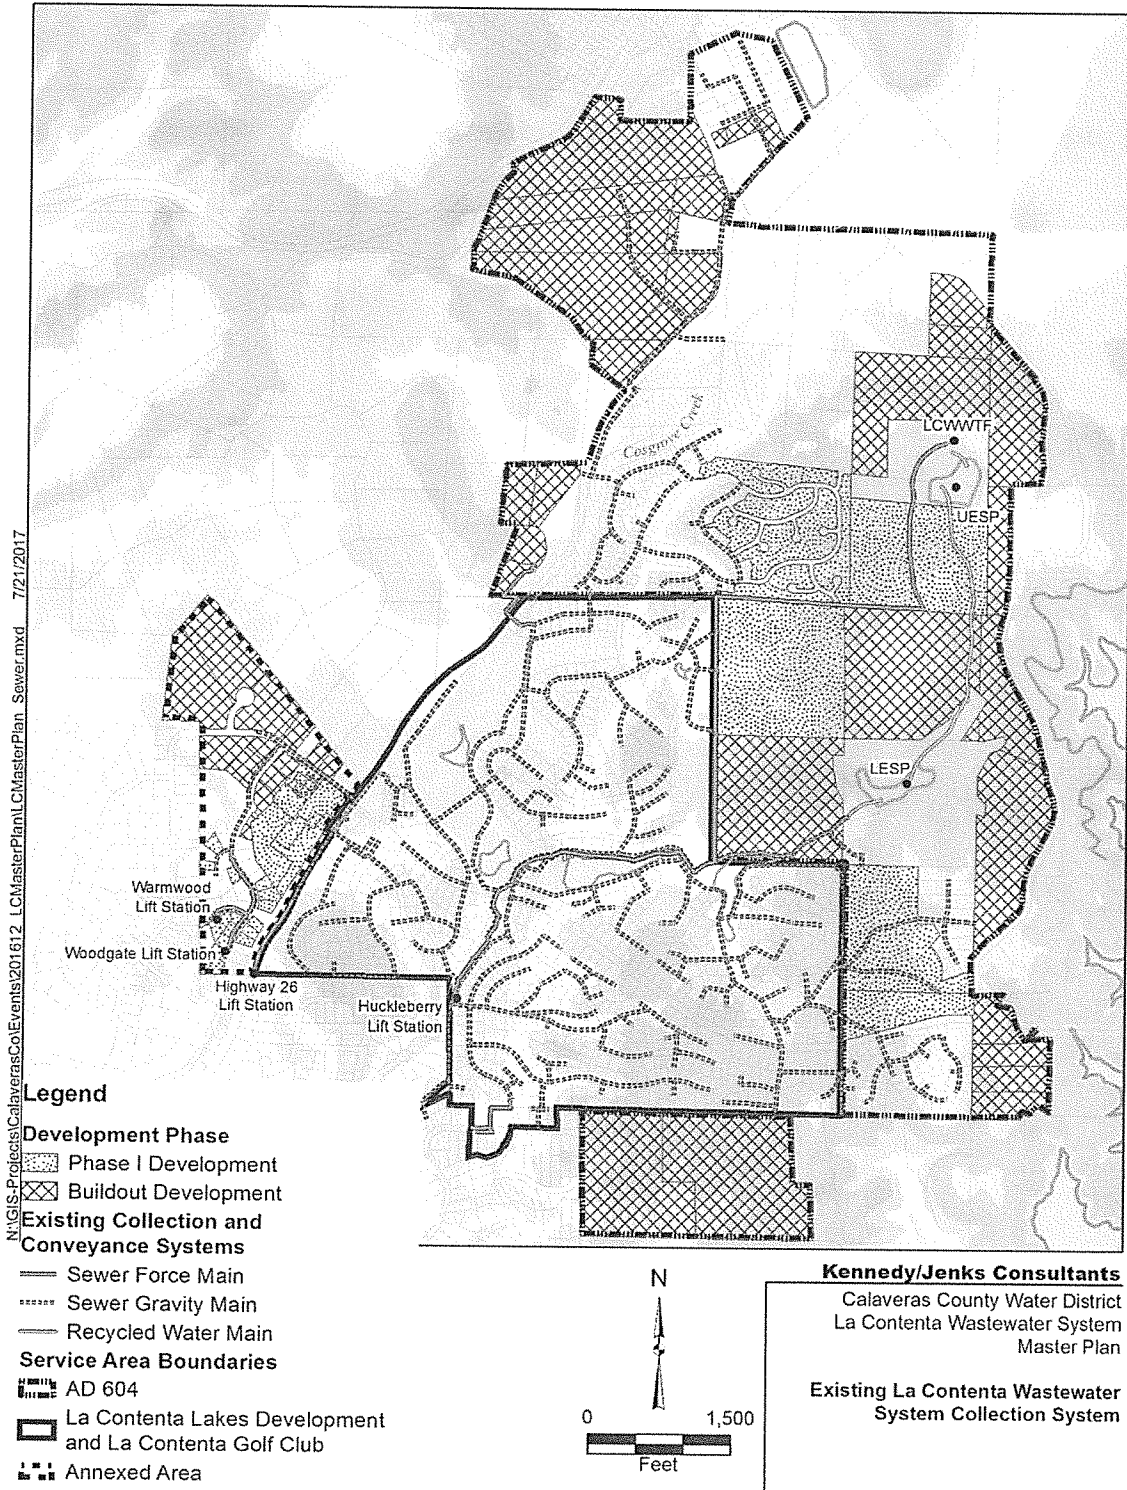 N:\GIS-Projects\CalaverasCo\Events\201612_LCMasterPlan\LCMasterPlan_Sewer.mxd    7/21/2017
Cosgrove Creek
LCWWTF
UESP
LESP
Warmwood
Lift Station
Woodgate Lift Station
Highway 26
Lift Station
Huckleberry
Lift Station
Legend
Development Phase
Phase I Development
Buildout Development
Existing Collection and
Conveyance Systems
Sewer Force Main
Sewer Gravity Main
Recycled Water Main
Service Area Boundaries
AD 604
La Contenta Lakes Development
and La Contenta Golf Club
Annexed Area
N
0 1,500
Feet
Kennedy/Jenks Consultants
Calaveras County Water District
La Contenta Wastewater System
Master Plan
Existing La Contenta Wastewater
System Collection System